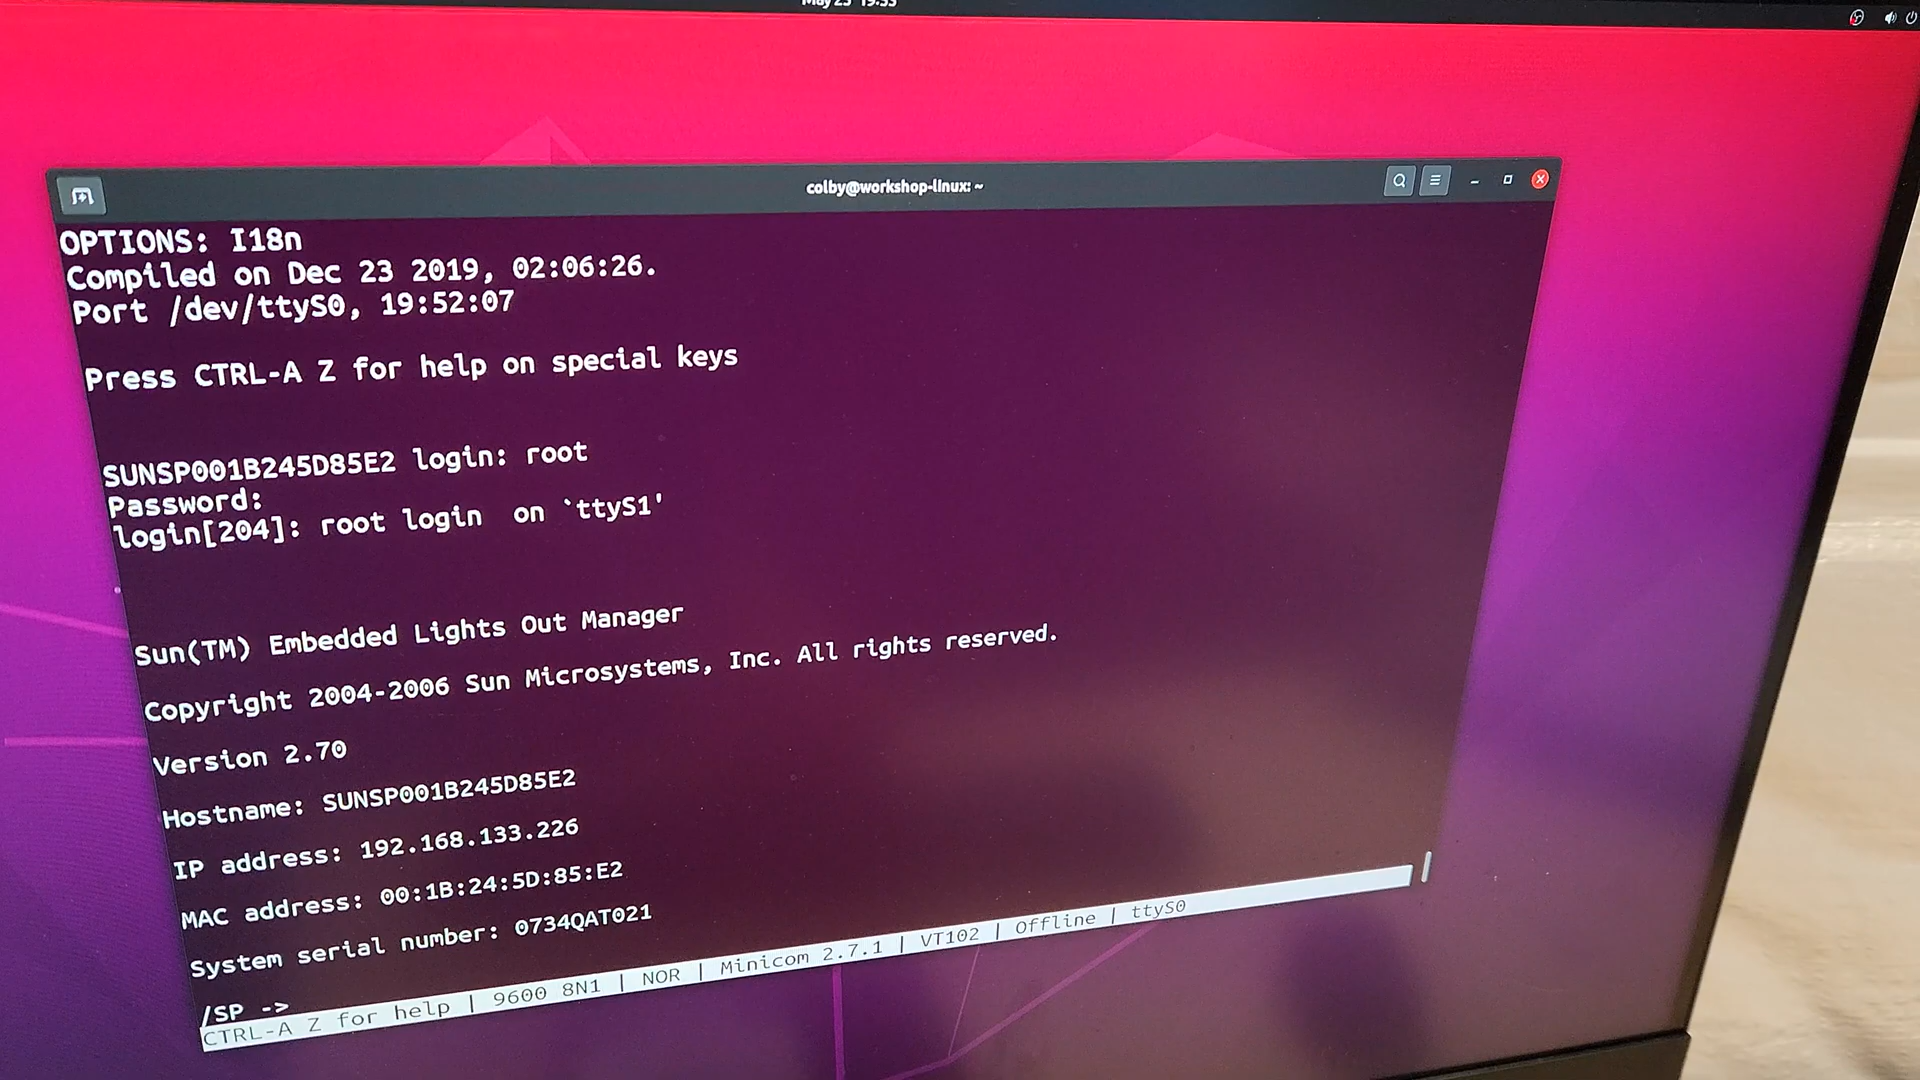 May 23 19:53
colby@workshop-linux: ~
OPTIONS: I18n
Compiled on Dec 23 2019, 02:06:26.
Port /dev/ttyS0, 19:52:07
Press CTRL-A Z for help on special keys
SUNSP001B245D85E2 login: root
Password:
login[204]: root login  on `ttyS1'
Sun(TM) Embedded Lights Out Manager
Copyright 2004-2006 Sun Microsystems, Inc. All rights reserved.
Version 2.70
Hostname: SUNSP001B245D85E2
IP address: 192.168.133.226
MAC address: 00:1B:24:5D:85:E2
System serial number: 0734QAT021
/SP ->
CTRL-A Z for help | 9600 8N1 | NOR | Minicom 2.7.1 | VT102 | Offline | ttyS0